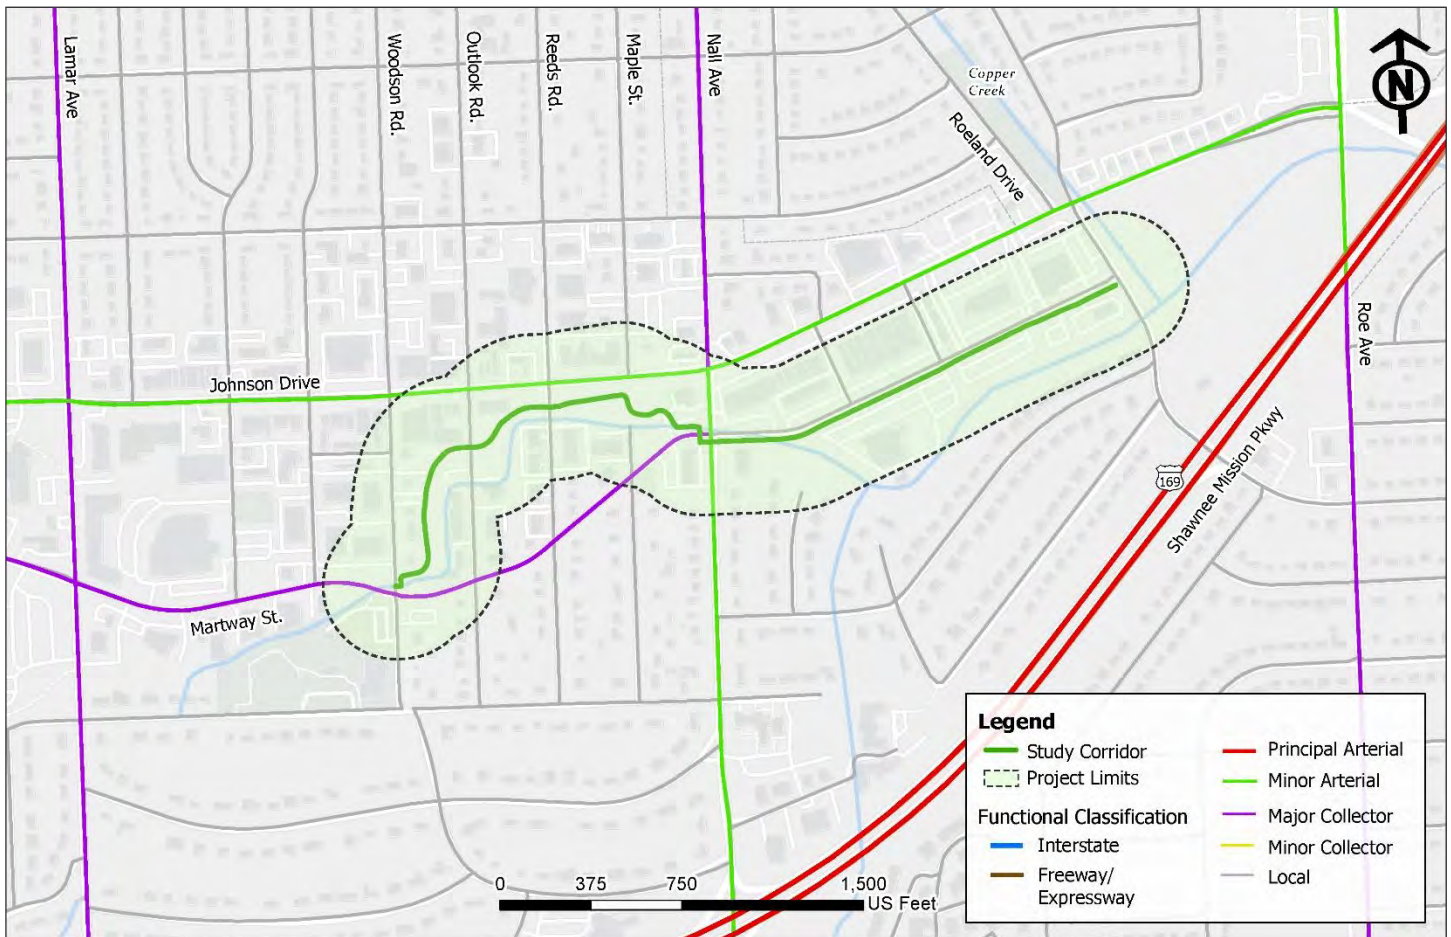 Lamar Ave
Woodson Rd.
Outlook Rd.
Reeds Rd.
Maple St.
Nall Ave
Copper
Creek
Roeland Drive
N
Johnson Drive
Roe Ave
169
Shawnee Mission Pkwy
Martway St.
Legend
Study Corridor
Project Limits
Functional Classification
Interstate
Freeway/
Expressway
Principal Arterial
Minor Arterial
Major Collector
Minor Collector
Local
0 375 750 1,500
US Feet